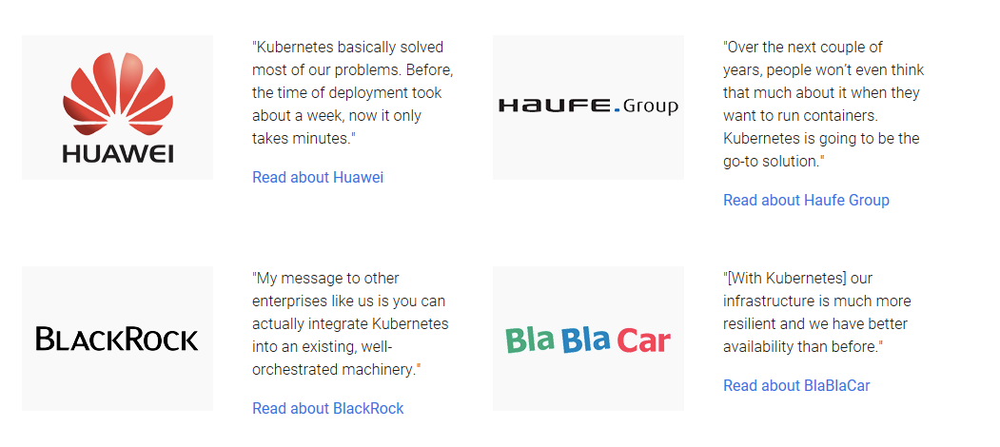 HUAWEI
"Kubernetes basically solved
most of our problems. Before,
the time of deployment took
about a week, now it only
takes minutes."
Read about Huawei
HAUFE.Group
"Over the next couple of
years, people won’t even think
that much about it when they
want to run containers.
Kubernetes is going to be the
go-to solution."
Read about Haufe Group
BLACKROCK
"My message to other
enterprises like us is you can
actually integrate Kubernetes
into an existing, well-
orchestrated machinery."
Read about BlackRock
Bla Bla Car
"[With Kubernetes] our
infrastructure is much more
resilient and we have better
availability than before."
Read about BlaBlaCar